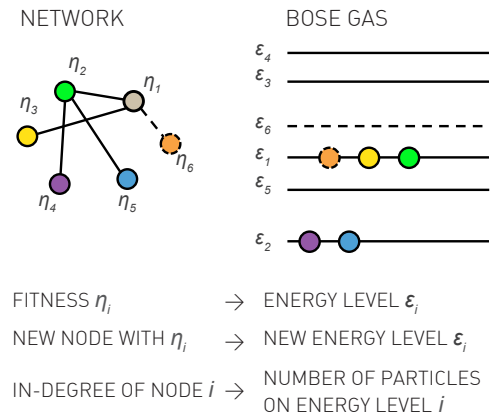 NETWORK
BOSE GAS
η2
η1
η3
η6
η4
η5
ε4
ε3
ε6
ε1
ε5
ε2
FITNESS ηi → ENERGY LEVEL εi
NEW NODE WITH ηi → NEW ENERGY LEVEL εi
IN-DEGREE OF NODE i → NUMBER OF PARTICLES
ON ENERGY LEVEL i